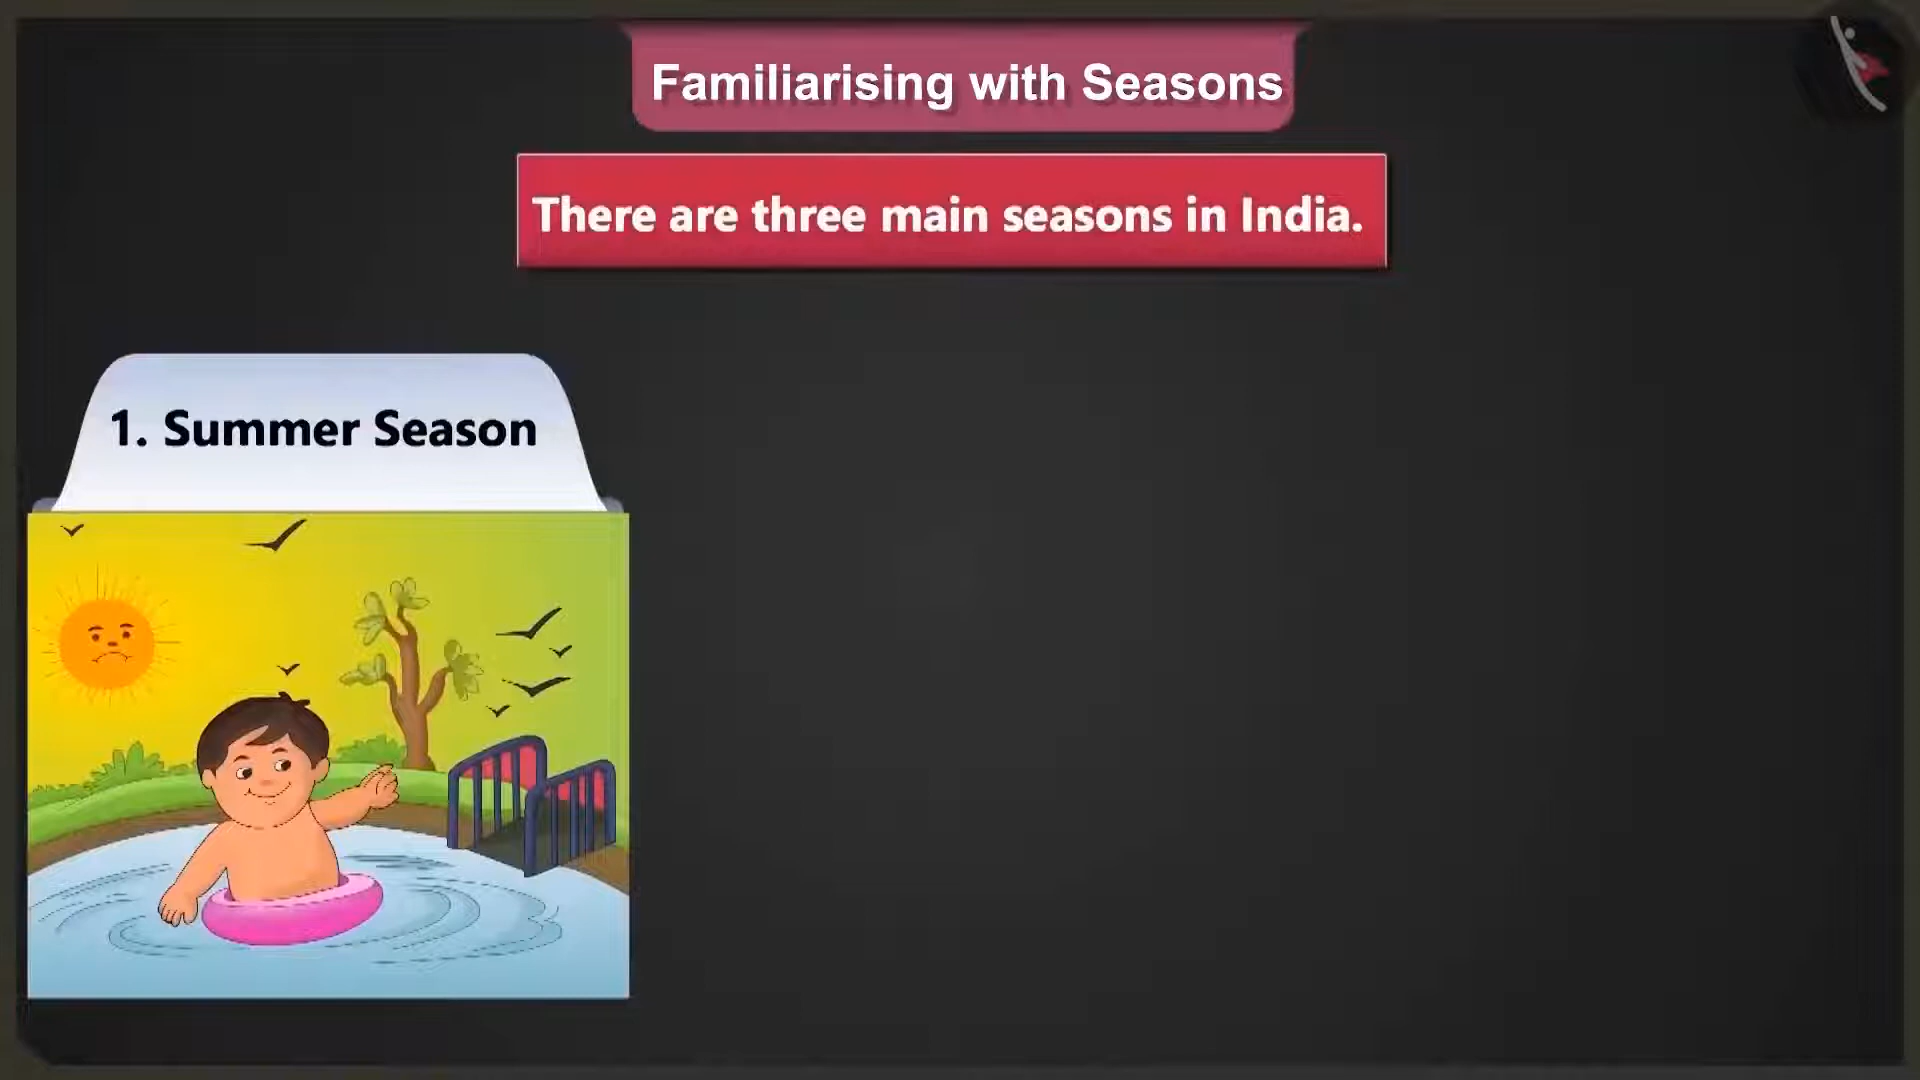 Familiarising with Seasons
There are three main seasons in India.
1. Summer Season